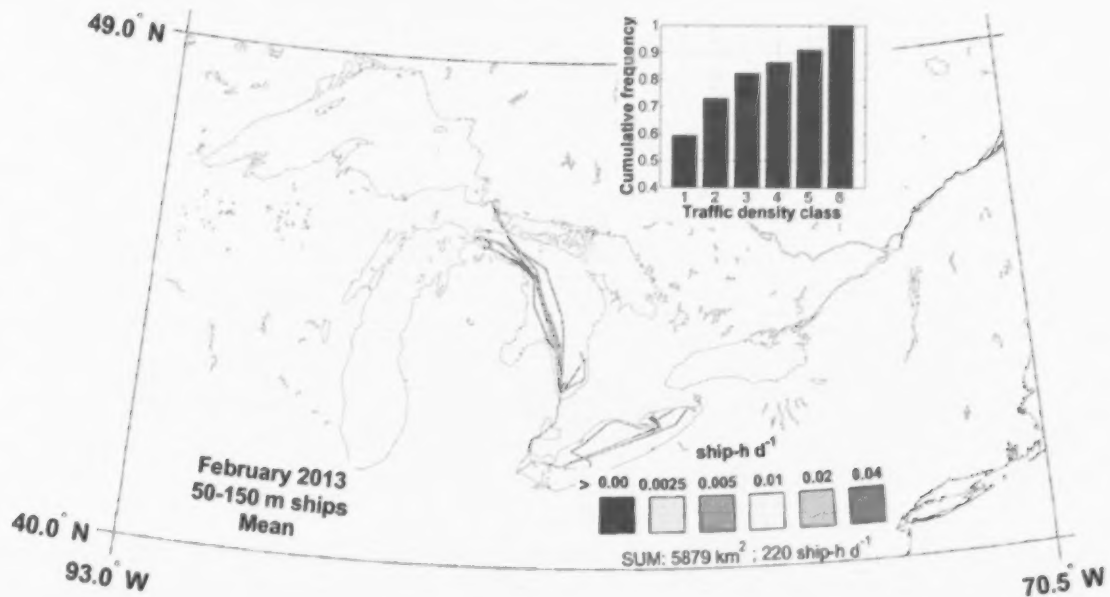 49.0° N
Cumulative frequency
1
0.9
0.8
0.7
0.6
0.5
0.4
1 2 3 4 5 6
Traffic density class
February 2013
50-150 m ships
Mean
ship-h d⁻¹
> 0.00 0.0025 0.005 0.01 0.02 0.04
SUM: 5879 km² ; 220 ship-h d⁻¹
40.0° N
93.0° W
70.5° W